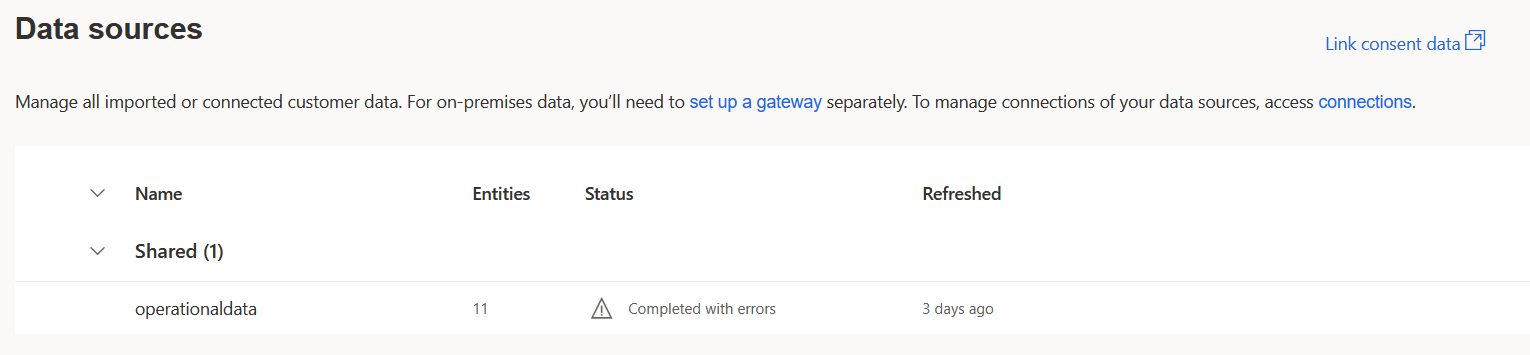 Data sources
Link consent data
Manage all imported or connected customer data. For on-premises data, you’ll need to set up a gateway separately. To manage connections of your data sources, access connections.
Name Entities Status Refreshed
Shared (1)
operationaldata 11 Completed with errors 3 days ago